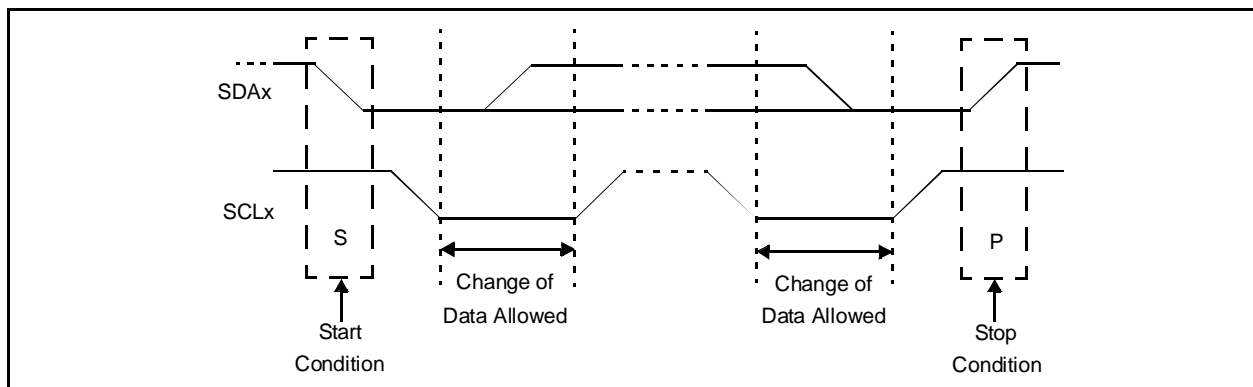 SDAx
SCLx
S
P
Change of
Data Allowed
Change of
Data Allowed
Start
Condition
Stop
Condition